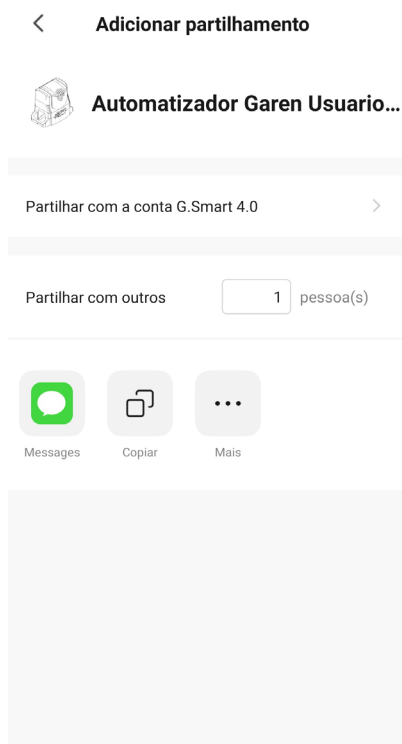 Adicionar partilhamento
Automatizador Garen Usuario...
Partilhar com a conta G.Smart 4.0
Partilhar com outros 1 pessoa(s)
Messages Copiar Mais